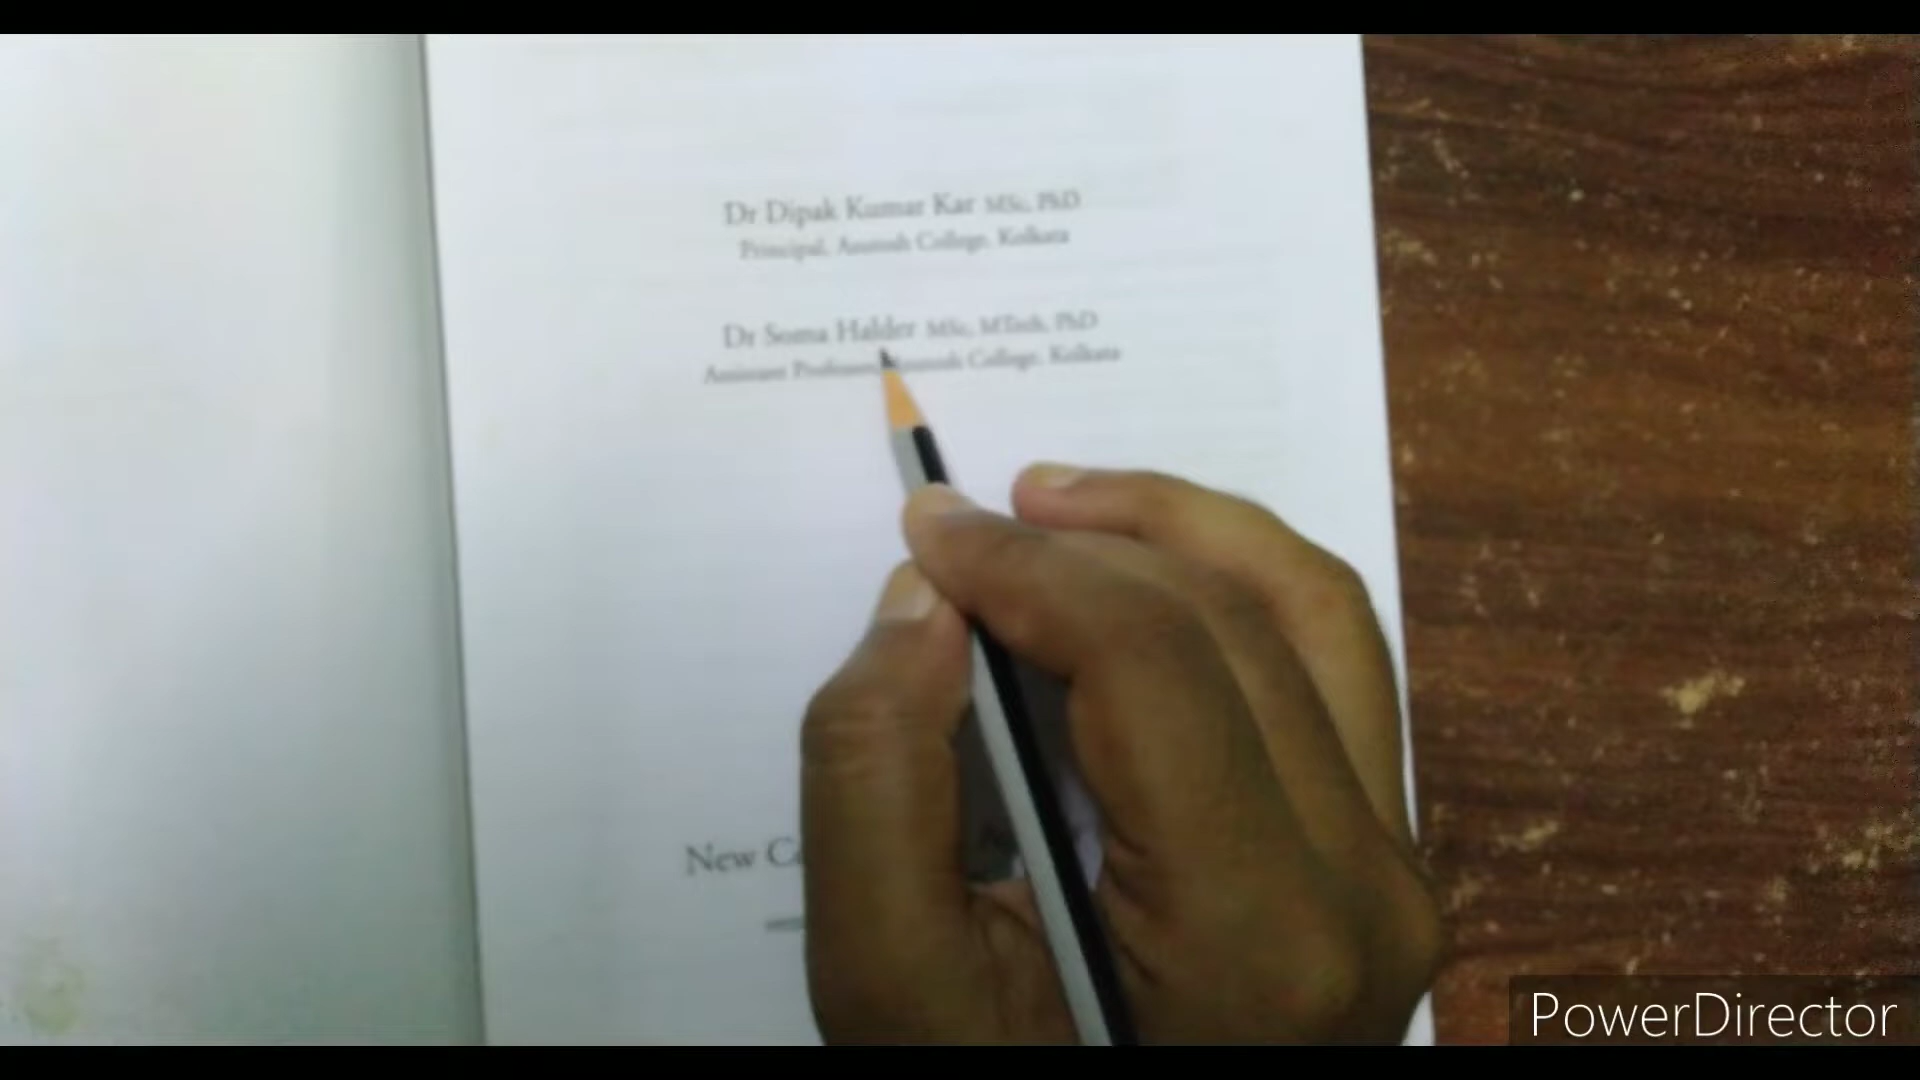 Dr Dipak Kumar Kar MSc, PhD
Principal, Asutosh College, Kolkata
Dr Soma Halder MSc, MTech, PhD
Assistant Professor, Asutosh College, Kolkata
New
PowerDirector